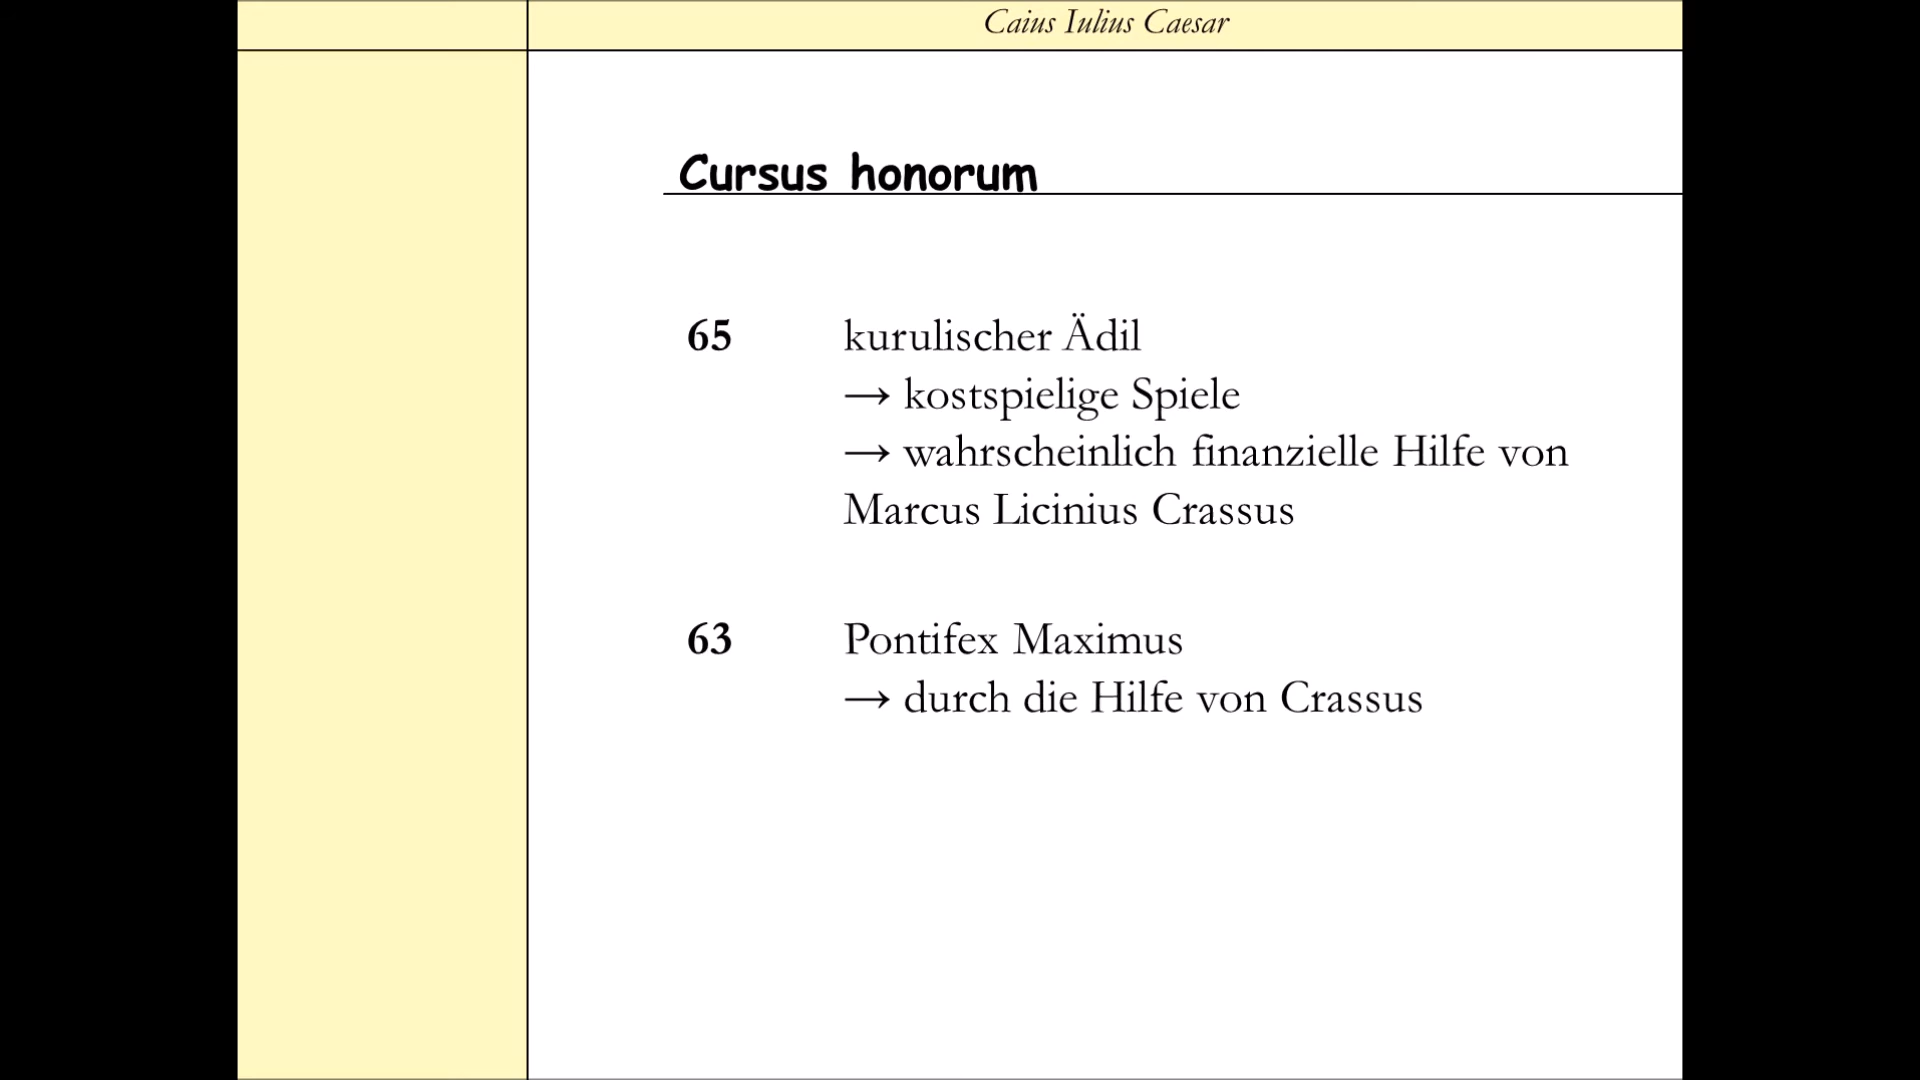 Caius Iulius Caesar
Cursus honorum
65 kurulischer Ädil
→ kostspielige Spiele
→ wahrscheinlich finanzielle Hilfe von
Marcus Licinius Crassus
63 Pontifex Maximus
→ durch die Hilfe von Crassus